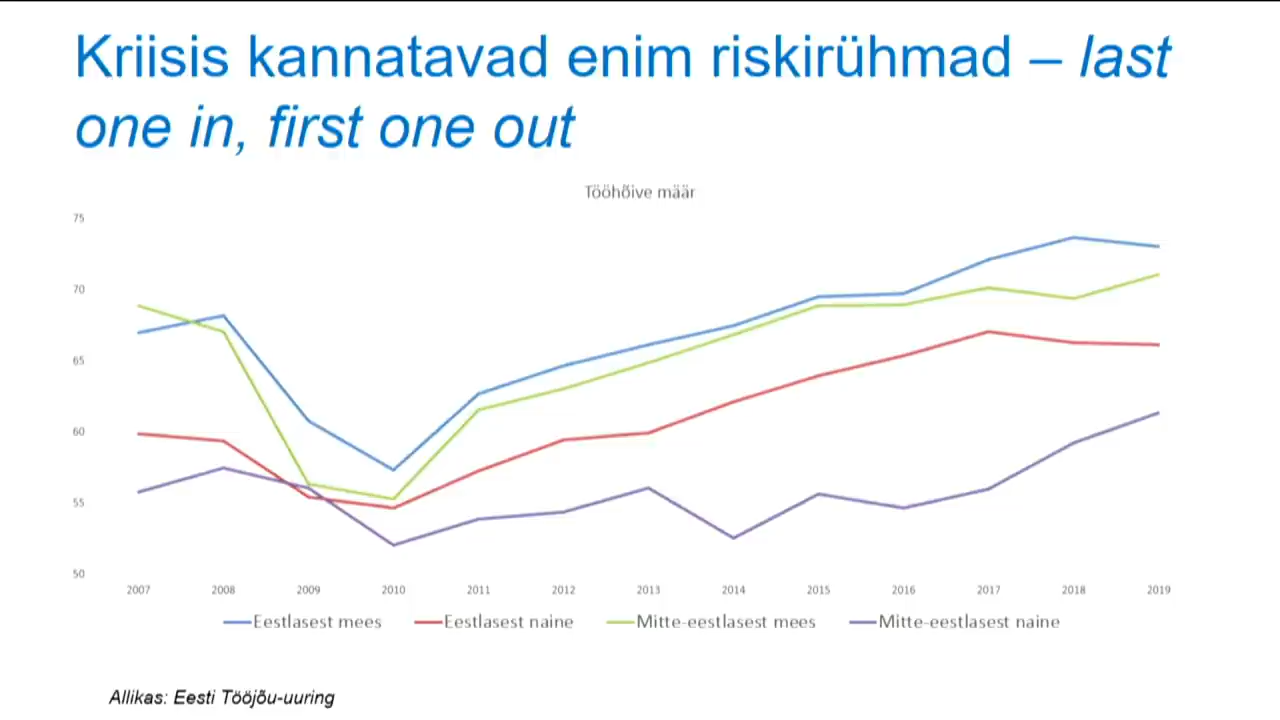 Kriisis kannatavad enim riskirühmad – last
one in, first one out
Tööhõive määr
75
70
65
60
55
50
2007 2008 2009 2010 2011 2012 2013 2014 2015 2016 2017 2018 2019
Eestlasest mees Eestlasest naine Mitte-eestlasest mees Mitte-eestlasest naine
Allikas: Eesti Tööjõu-uuring